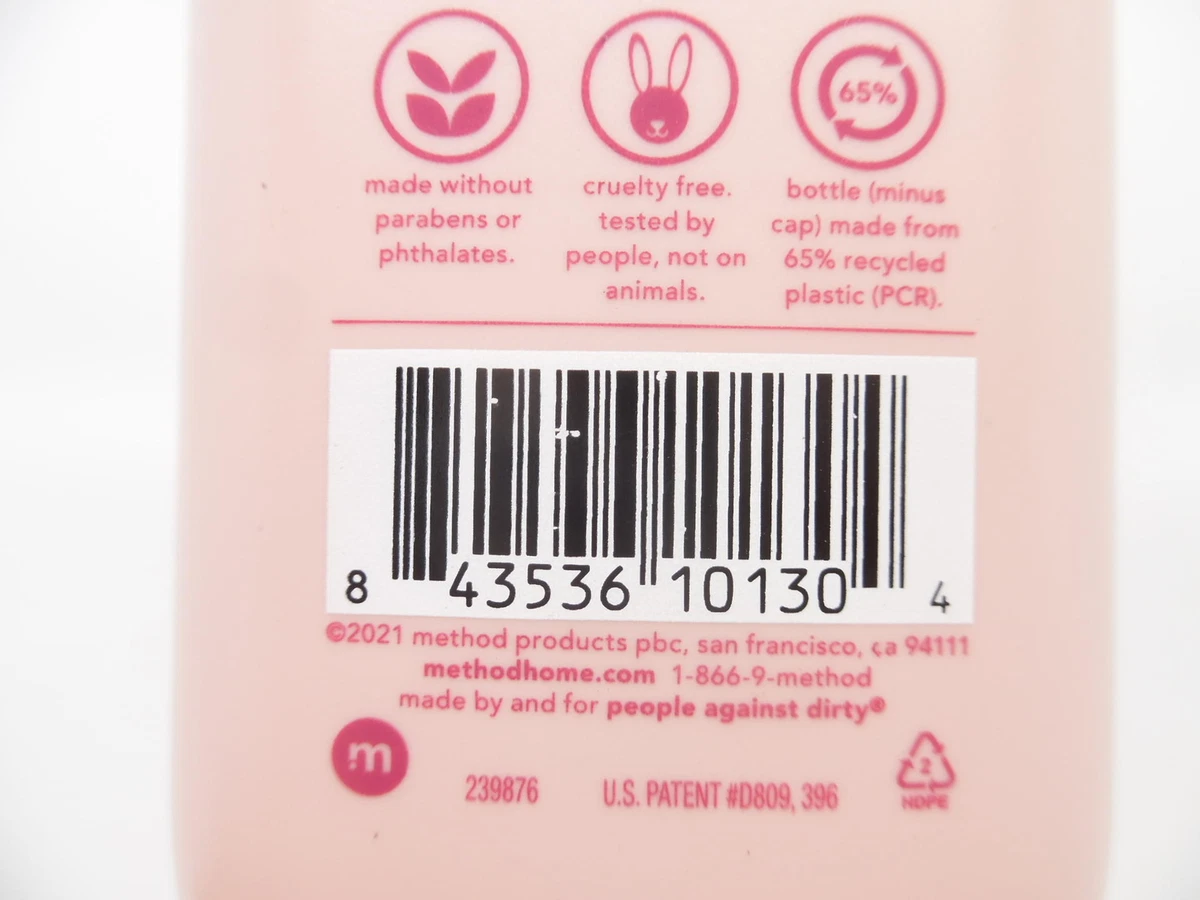 65%
made without
parabens or
phthalates.
cruelty free.
tested by
people, not on
animals.
bottle (minus
cap) made from
65% recycled
plastic (PCR).
8 43536 10130 4
©2021 method products pbc, san francisco, ca 94111
methodhome.com 1-866-9-method
made by and for people against dirty®
m
239876 U.S. PATENT #D809, 396
2
HDPE